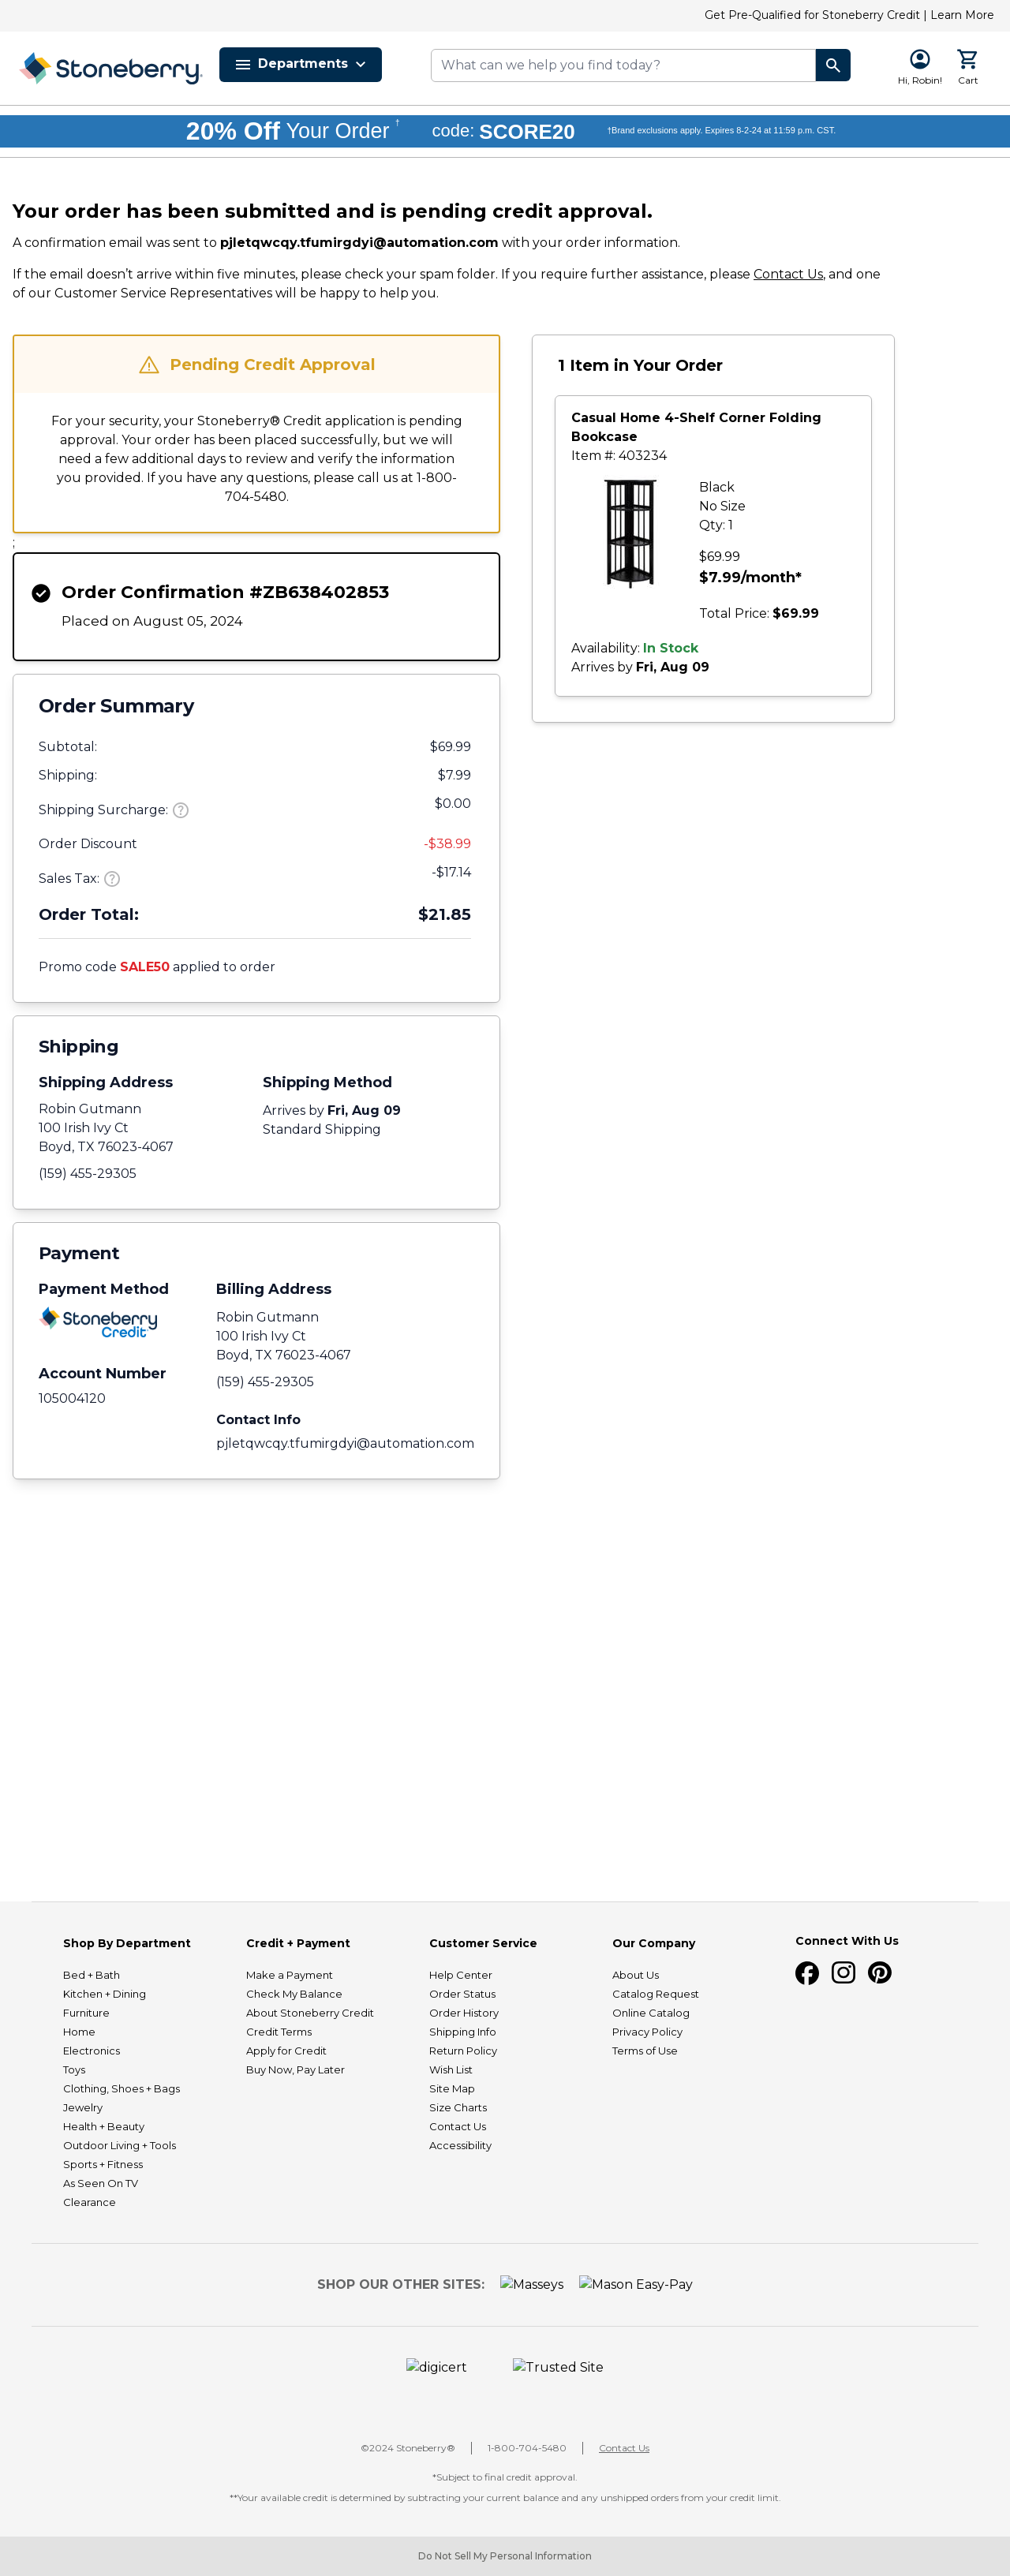 Get Pre-Qualified for Stoneberry Credit | Learn More
Stoneberry
Departments
What can we help you find today?
Hi, Robin!
Cart
20% Off Your Order † code: SCORE20 †Brand exclusions apply. Expires 8-2-24 at 11:59 p.m. CST.
Your order has been submitted and is pending credit approval.
A confirmation email was sent to pjletqwcqy.tfumirgdyi@automation.com with your order information.
If the email doesn’t arrive within five minutes, please check your spam folder. If you require further assistance, please Contact Us, and one
of our Customer Service Representatives will be happy to help you.
Pending Credit Approval
For your security, your Stoneberry® Credit application is pending
approval. Your order has been placed successfully, but we will
need a few additional days to review and verify the information
you provided. If you have any questions, please call us at 1-800-
704-5480.
;
Order Confirmation #ZB638402853
Placed on August 05, 2024
Order Summary
Subtotal: $69.99
Shipping: $7.99
Shipping Surcharge: ? $0.00
Order Discount -$38.99
Sales Tax: ? -$17.14
Order Total: $21.85
Promo code SALE50 applied to order
Shipping
Shipping Address
Robin Gutmann
100 Irish Ivy Ct
Boyd, TX 76023-4067
(159) 455-29305
Shipping Method
Arrives by Fri, Aug 09
Standard Shipping
Payment
Payment Method
Stoneberry
Credit
Account Number
105004120
Billing Address
Robin Gutmann
100 Irish Ivy Ct
Boyd, TX 76023-4067
(159) 455-29305
Contact Info
pjletqwcqy.tfumirgdyi@automation.com
1 Item in Your Order
Casual Home 4-Shelf Corner Folding
Bookcase
Item #: 403234
Black
No Size
Qty: 1
$69.99
$7.99/month*
Total Price: $69.99
Availability: In Stock
Arrives by Fri, Aug 09
Shop By Department
Bed + Bath
Kitchen + Dining
Furniture
Home
Electronics
Toys
Clothing, Shoes + Bags
Jewelry
Health + Beauty
Outdoor Living + Tools
Sports + Fitness
As Seen On TV
Clearance
Credit + Payment
Make a Payment
Check My Balance
About Stoneberry Credit
Credit Terms
Apply for Credit
Buy Now, Pay Later
Customer Service
Help Center
Order Status
Order History
Shipping Info
Return Policy
Wish List
Site Map
Size Charts
Contact Us
Accessibility
Our Company
About Us
Catalog Request
Online Catalog
Privacy Policy
Terms of Use
Connect With Us
SHOP OUR OTHER SITES: Masseys Mason Easy-Pay
digicert Trusted Site
©2024 Stoneberry® 1-800-704-5480 Contact Us
*Subject to final credit approval.
**Your available credit is determined by subtracting your current balance and any unshipped orders from your credit limit.
Do Not Sell My Personal Information